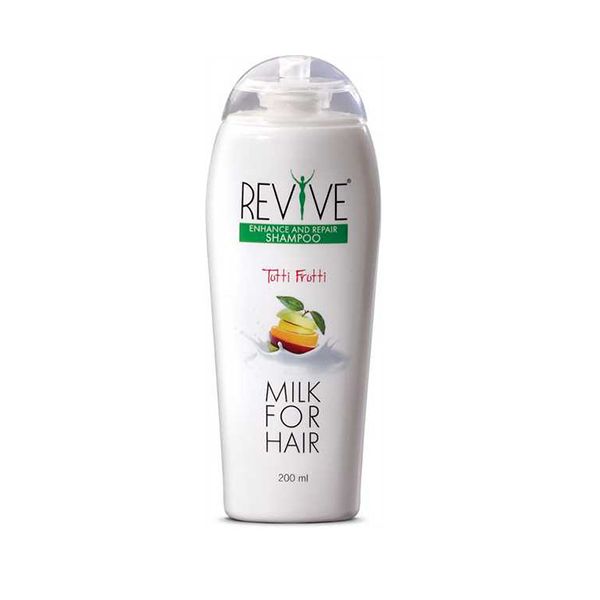 REVIVE®
ENHANCE AND REPAIR
SHAMPOO
Tutti Frutti
MILK
FOR
HAIR
200 ml